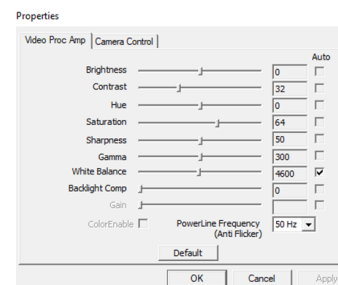 Properties
Video Proc Amp Camera Control
Auto
Brightness 0
Contrast 32
Hue 0
Saturation 64
Sharpness 50
Gamma 300
White Balance 4600
Backlight Comp 0
Gain
ColorEnable PowerLine Frequency 50 Hz
(Anti Flicker)
Default
OK Cancel Apply